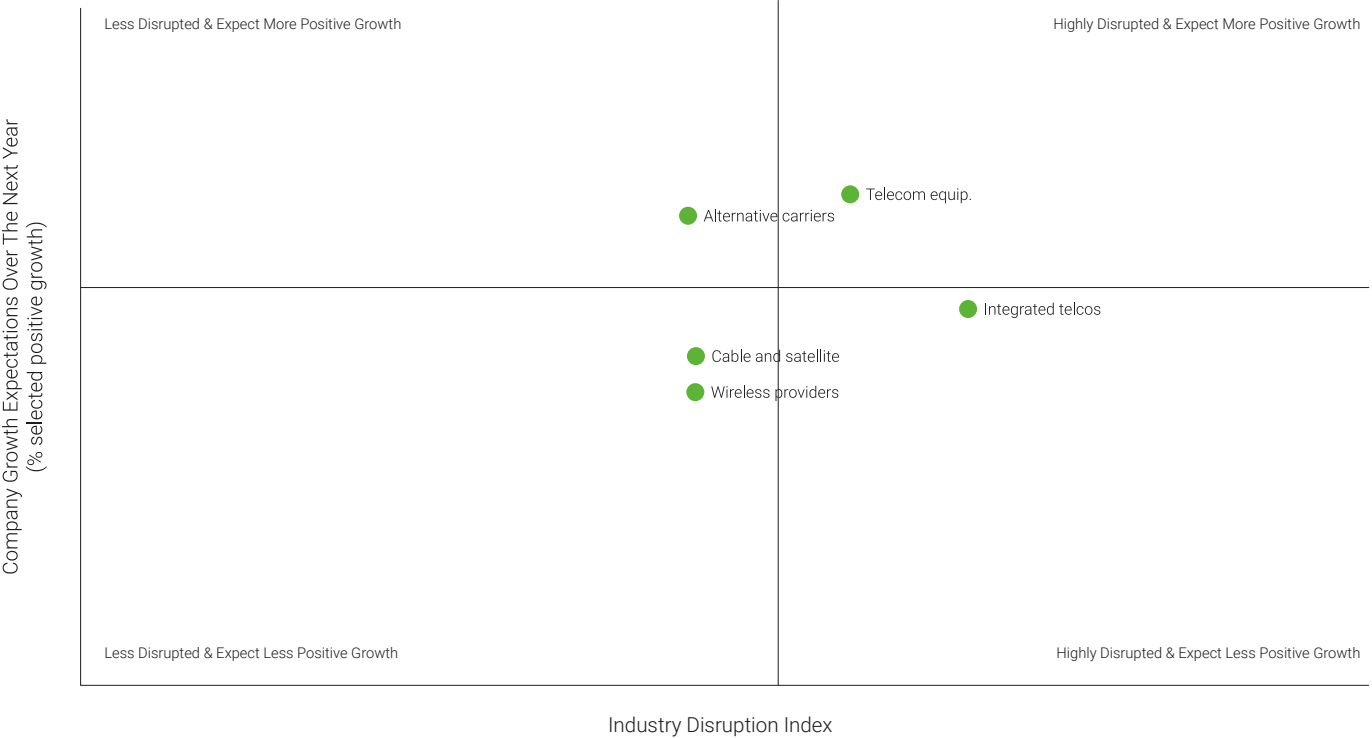 Less Disrupted & Expect More Positive Growth
Highly Disrupted & Expect More Positive Growth
Company Growth Expectations Over The Next Year
(% selected positive growth)
Telecom equip.
Alternative carriers
Integrated telcos
Cable and satellite
Wireless providers
Less Disrupted & Expect Less Positive Growth
Highly Disrupted & Expect Less Positive Growth
Industry Disruption Index